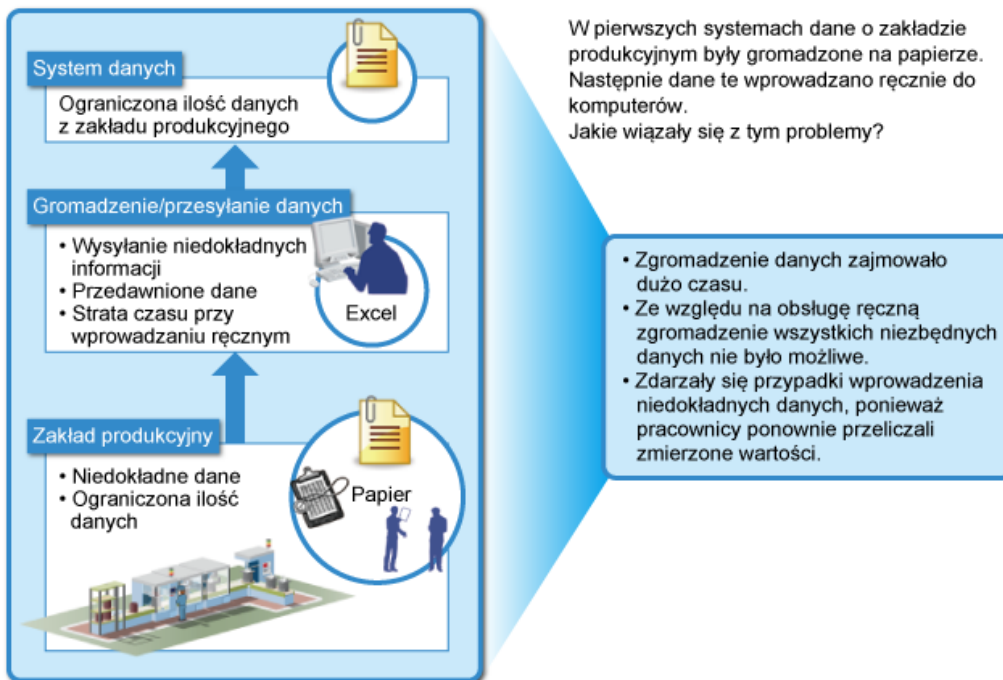 System danych
Ograniczona ilość danych
z zakładu produkcyjnego
Gromadzenie/przesyłanie danych
• Wysyłanie niedokładnych
informacji
• Przedawnione dane
• Strata czasu przy
wprowadzaniu ręcznym
Excel
Zakład produkcyjny
• Niedokładne dane
• Ograniczona ilość
danych
Papier
W pierwszych systemach dane o zakładzie
produkcyjnym były gromadzone na papierze.
Następnie dane te wprowadzano ręcznie do
komputerów.
Jakie wiązały się z tym problemy?
• Zgromadzenie danych zajmowało
dużo czasu.
• Ze względu na obsługę ręczną
zgromadzenie wszystkich niezbędnych
danych nie było możliwe.
• Zdarzały się przypadki wprowadzenia
niedokładnych danych, ponieważ
pracownicy ponownie przeliczali
zmierzone wartości.